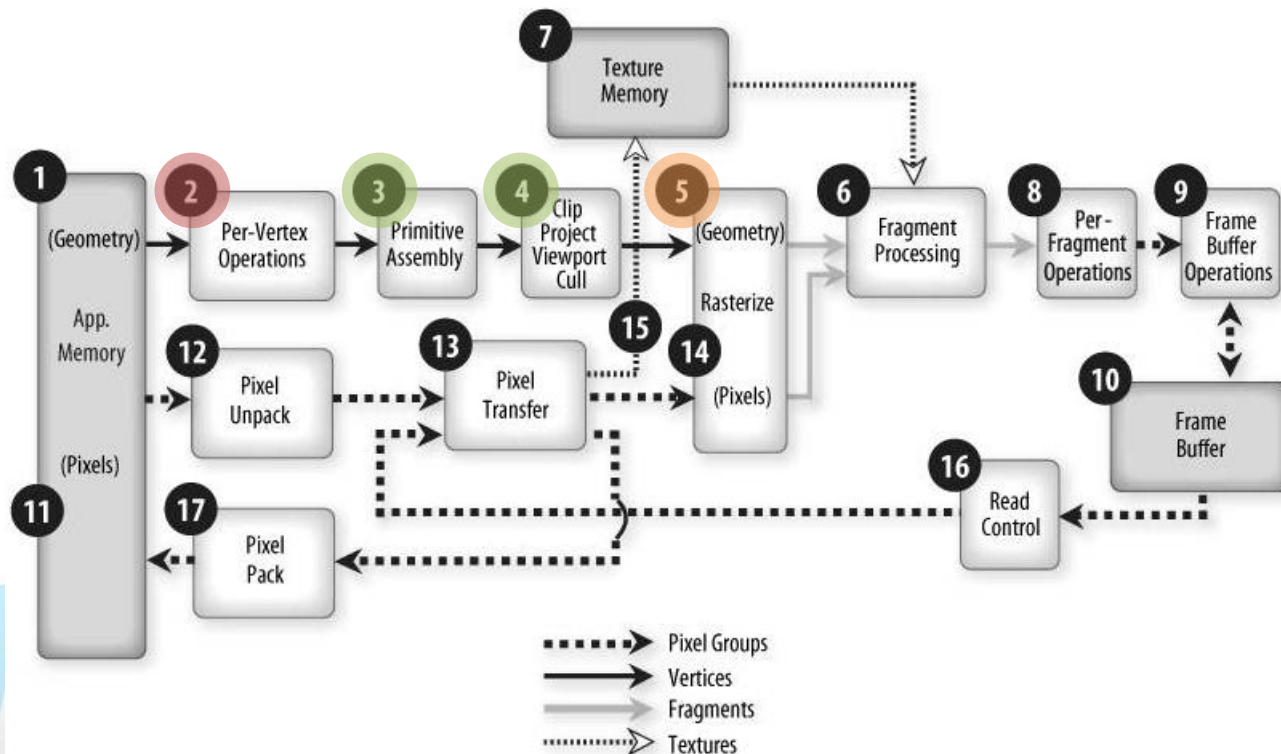 7
Texture
Memory
1
(Geometry)
App.
Memory
(Pixels)
11
2
Per-Vertex
Operations
3
Primitive
Assembly
4
Clip
Project
Viewport
Cull
5
(Geometry)
Rasterize
14
(Pixels)
6
Fragment
Processing
8
Per-
Fragment
Operations
9
Frame
Buffer
Operations
12
Pixel
Unpack
13
Pixel
Transfer
15
10
Frame
Buffer
16
Read
Control
17
Pixel
Pack
Pixel Groups
Vertices
Fragments
Textures